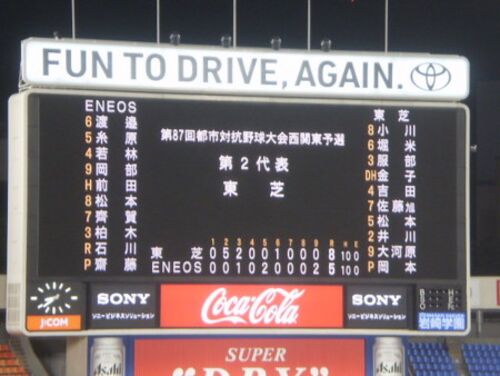 FUN TO DRIVE, AGAIN. TOYOTA
ENEOS
6 渡邉
5 糸原
4 若林
9 岡部
H 前田
8 松本
7 齊賀
3 柏木
R 石川
P 齋藤
第87回都市対抗野球大会西関東予選
第2代表
東芝
1 2 3 4 5 6 7 8 9 R H E
東芝 0 5 2 0 0 1 0 0 0 8 10 0
ENEOS 0 0 1 0 2 0 0 0 2 5 10 0
東芝
8 小川
6 堀米
3 服部
DH 金子
4 吉田
7 佐藤旭
5 松本
2 井川
9 大河原
P 岡本
J:COM
SONY
ソニービジネスソリューション
Coca-Cola
SONY
ソニービジネスソリューション
岩崎学園
Asahi
SUPER
"DRY"
Asahi